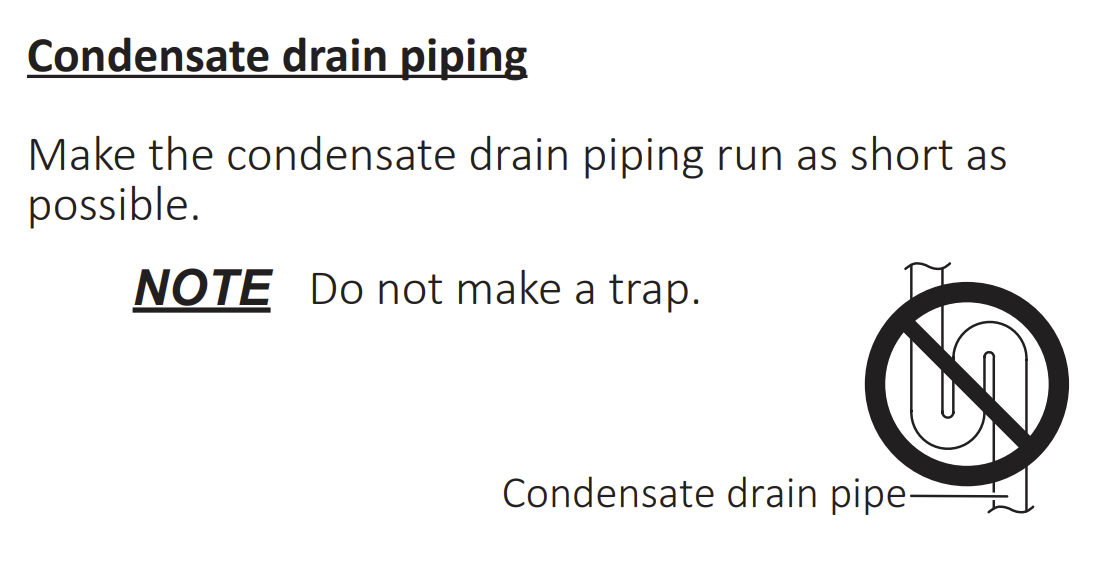 Condensate drain piping
Make the condensate drain piping run as short as
possible.
NOTE Do not make a trap.
Condensate drain pipe